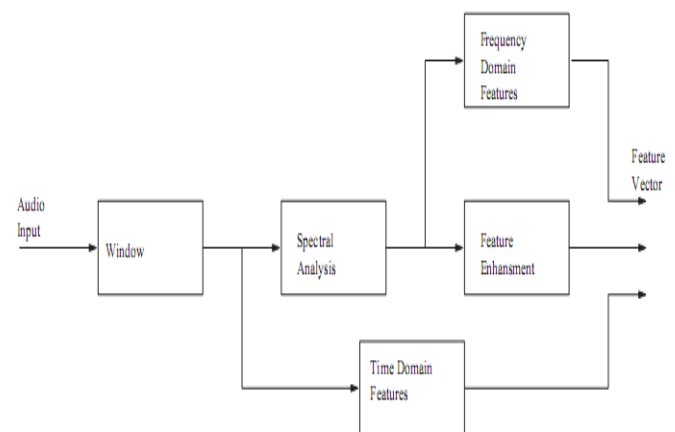 Frequency
Domain
Features
Feature
Vector
Audio
Input
Window
Spectral
Analysis
Feature
Enhansment
Time Domain
Features